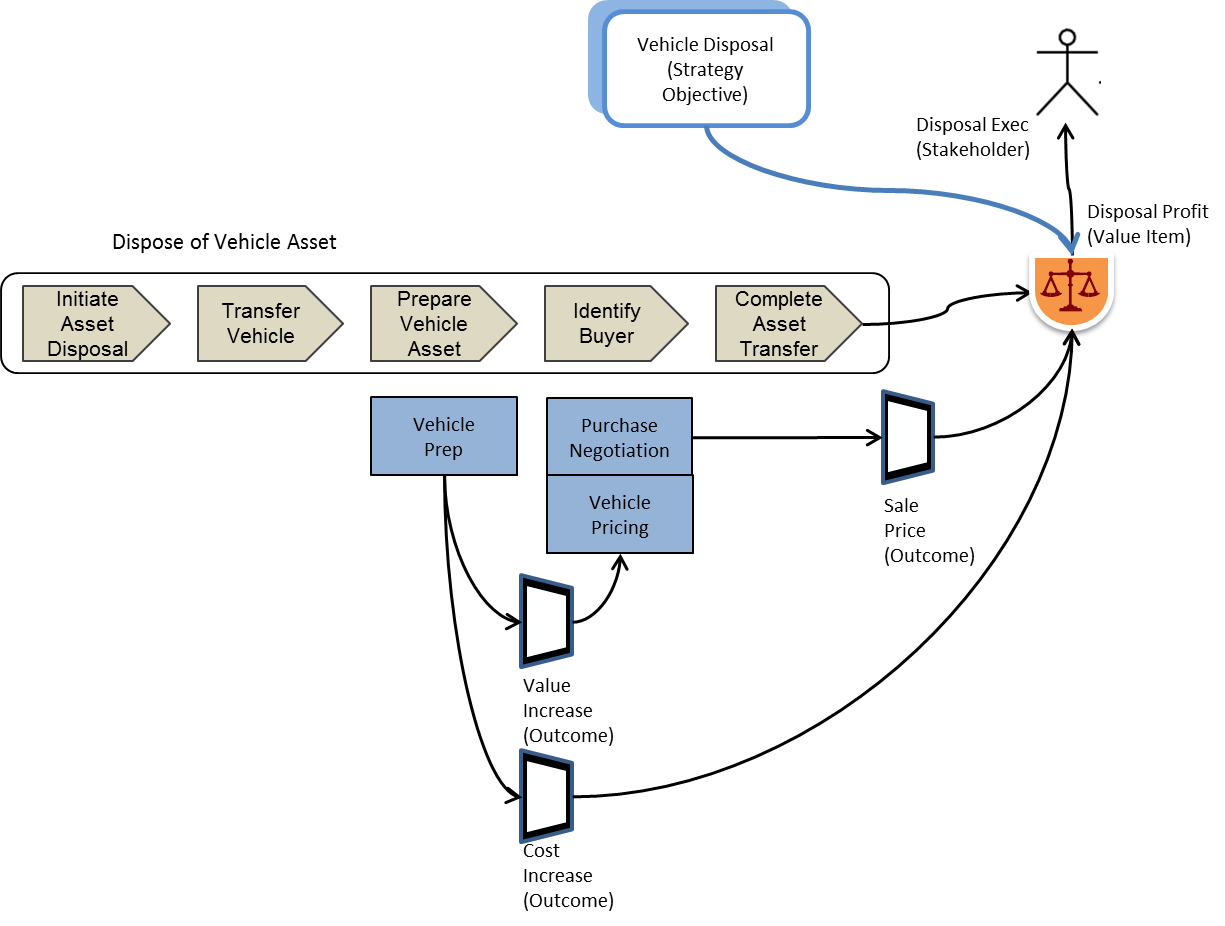 Vehicle Disposal
(Strategy
Objective)
Disposal Exec
(Stakeholder)
Disposal Profit
(Value Item)
Dispose of Vehicle Asset
Initiate
Asset
Disposal
Transfer
Vehicle
Prepare
Vehicle
Asset
Identify
Buyer
Complete
Asset
Transfer
Vehicle
Prep
Purchase
Negotiation
Vehicle
Pricing
Sale
Price
(Outcome)
Value
Increase
(Outcome)
Cost
Increase
(Outcome)